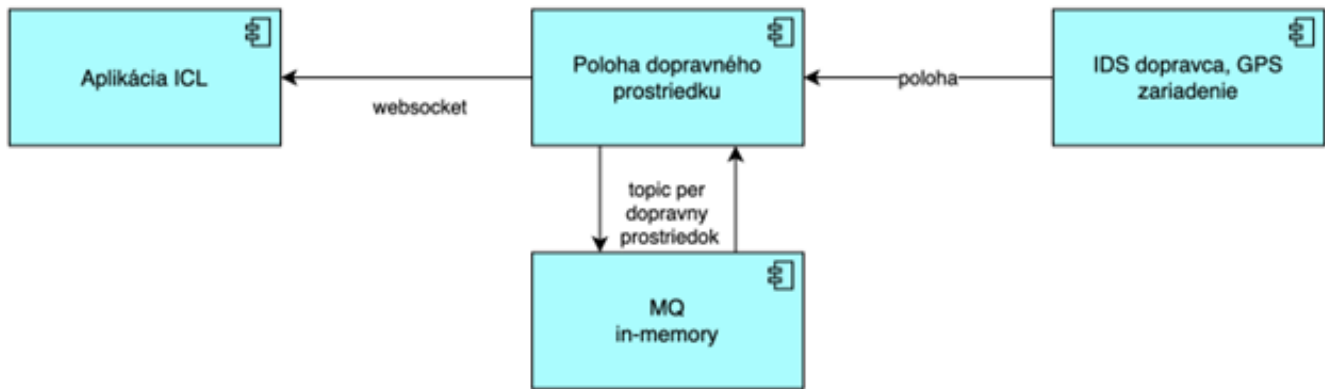 Aplikácia ICL
websocket
Poloha dopravného
prostriedku
poloha
IDS dopravca, GPS
zariadenie
topic per
dopravny
prostriedok
MQ
in-memory